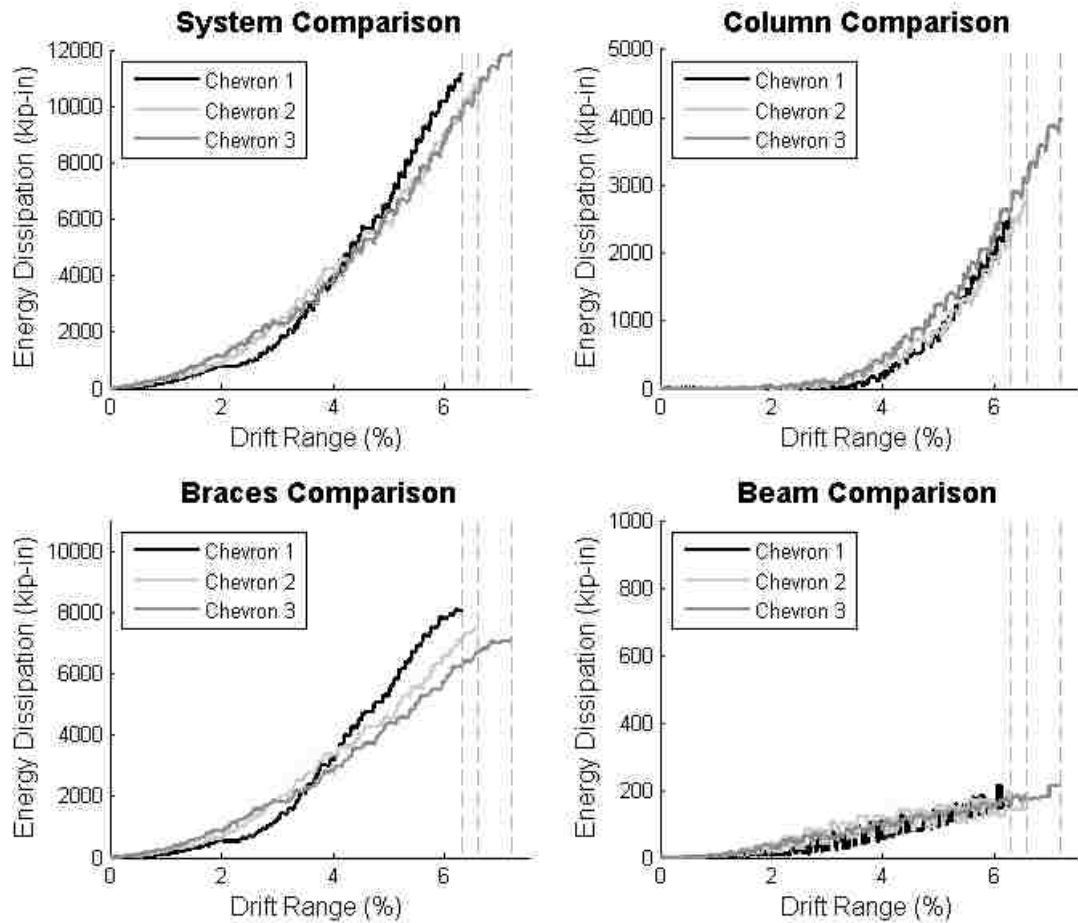 System Comparison
Energy Dissipation (kip-in)
12000
10000
8000
6000
4000
2000
0
Chevron 1
Chevron 2
Chevron 3
0 2 4 6
Drift Range (%)
Column Comparison
Energy Dissipation (kip-in)
5000
4000
3000
2000
1000
0
Chevron 1
Chevron 2
Chevron 3
0 2 4 6
Drift Range (%)
Braces Comparison
Energy Dissipation (kip-in)
10000
8000
6000
4000
2000
0
Chevron 1
Chevron 2
Chevron 3
0 2 4 6
Drift Range (%)
Beam Comparison
Energy Dissipation (kip-in)
1000
800
600
400
200
0
Chevron 1
Chevron 2
Chevron 3
0 2 4 6
Drift Range (%)